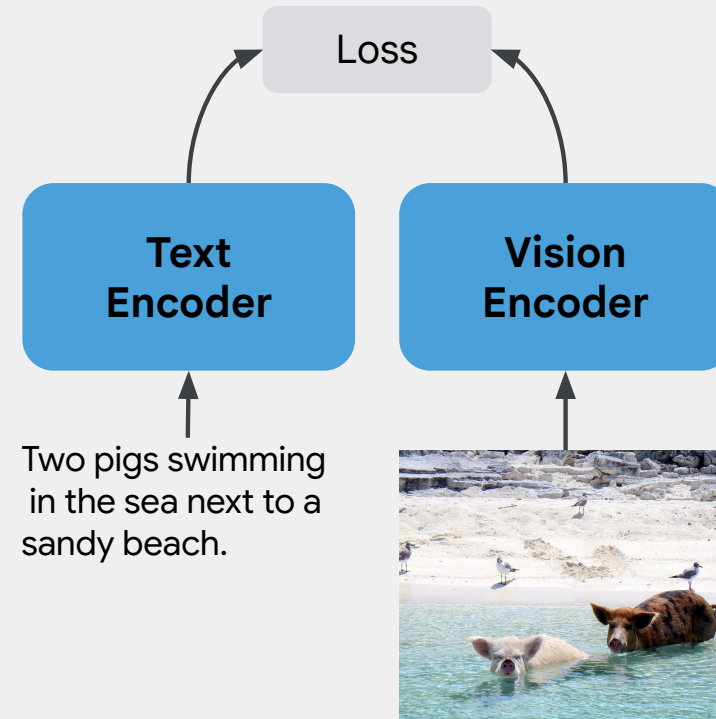 Loss
Text
Encoder
Vision
Encoder
Two pigs swimming
in the sea next to a
sandy beach.